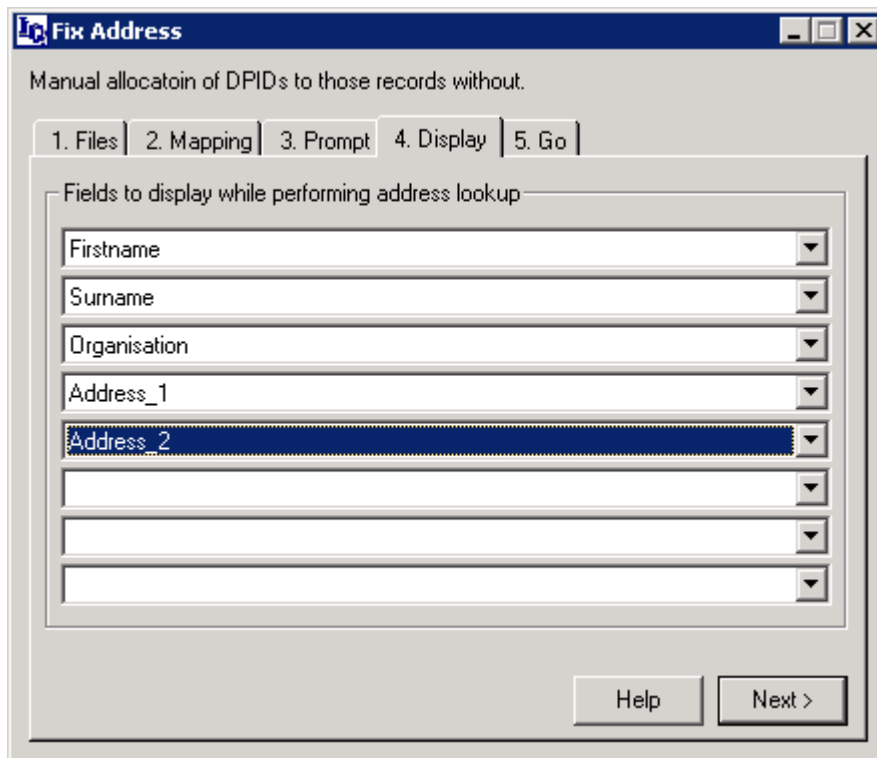 Fix Address
Manual allocatoin of DPIDs to those records without.
1. Files 2. Mapping 3. Prompt 4. Display 5. Go
Fields to display while performing address lookup
Firstname
Surname
Organisation
Address_1
Address_2
Help Next >